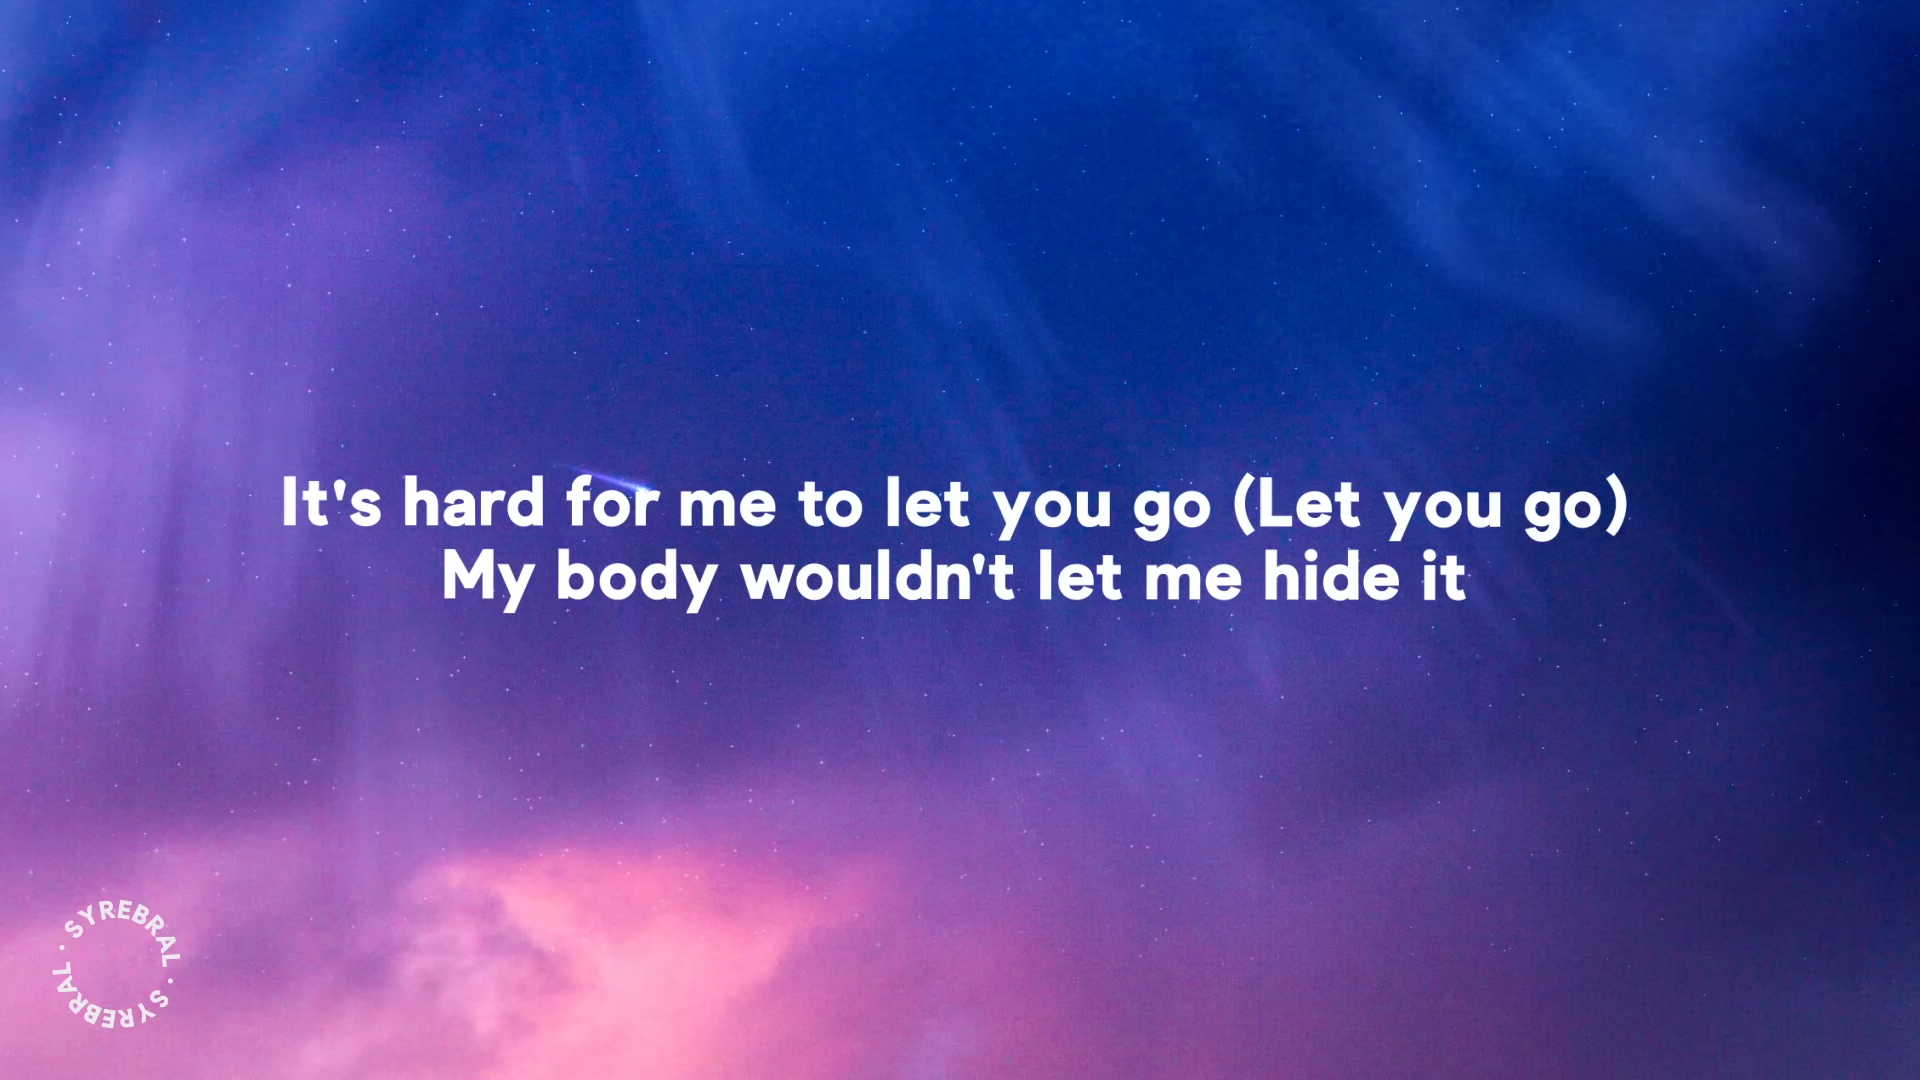 It's hard for me to let you go (Let you go)
My body wouldn't let me hide it
SYREBRAL · SYREBRAL ·